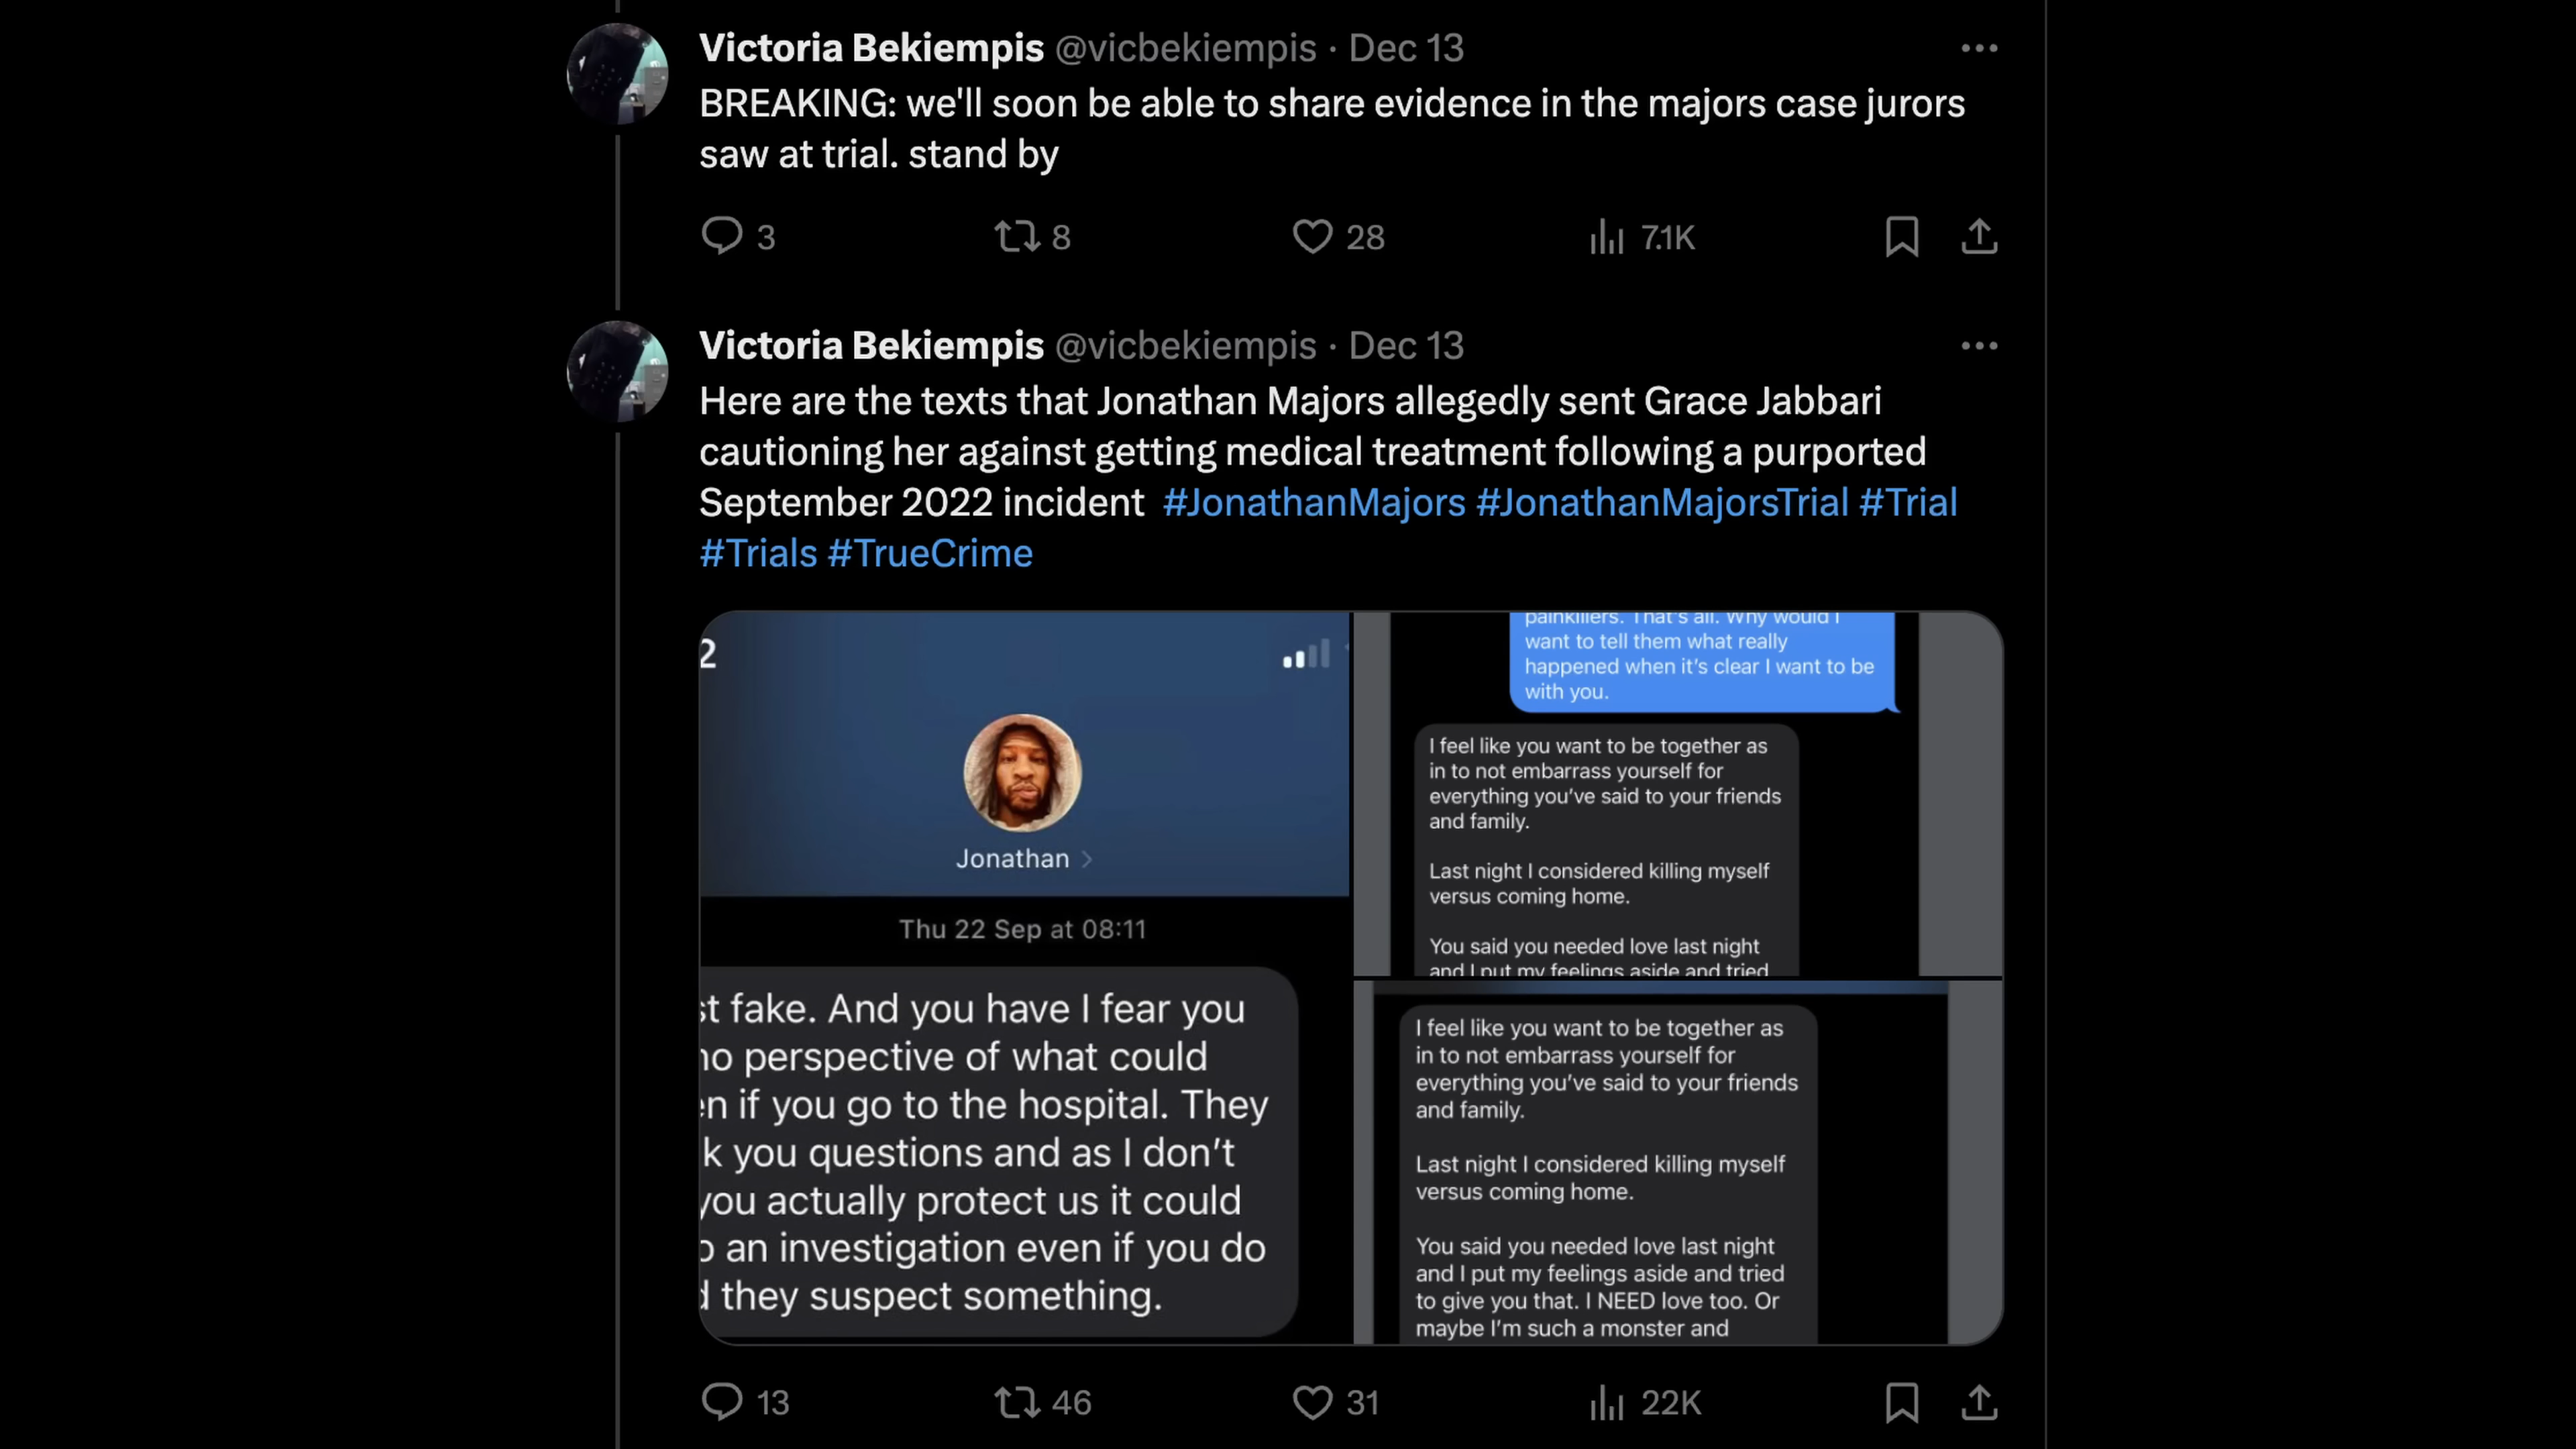 Victoria Bekiempis @vicbekiempis · Dec 13
BREAKING: we'll soon be able to share evidence in the majors case jurors
saw at trial. stand by
3 8 28 7.1K
Victoria Bekiempis @vicbekiempis · Dec 13
Here are the texts that Jonathan Majors allegedly sent Grace Jabbari
cautioning her against getting medical treatment following a purported
September 2022 incident #JonathanMajors #JonathanMajorsTrial #Trial
#Trials #TrueCrime
2
Jonathan
Thu 22 Sep at 08:11
st fake. And you have I fear you
no perspective of what could
en if you go to the hospital. They
k you questions and as I don't
you actually protect us it could
o an investigation even if you do
d they suspect something.
painkillers. That's all. Why would I
want to tell them what really
happened when it's clear I want to be
with you.
I feel like you want to be together as
in to not embarrass yourself for
everything you've said to your friends
and family.
Last night I considered killing myself
versus coming home.
You said you needed love last night
and I put my feelings aside and tried
I feel like you want to be together as
in to not embarrass yourself for
everything you've said to your friends
and family.
Last night I considered killing myself
versus coming home.
You said you needed love last night
and I put my feelings aside and tried
to give you that. I NEED love too. Or
maybe I'm such a monster and
13 46 31 22K